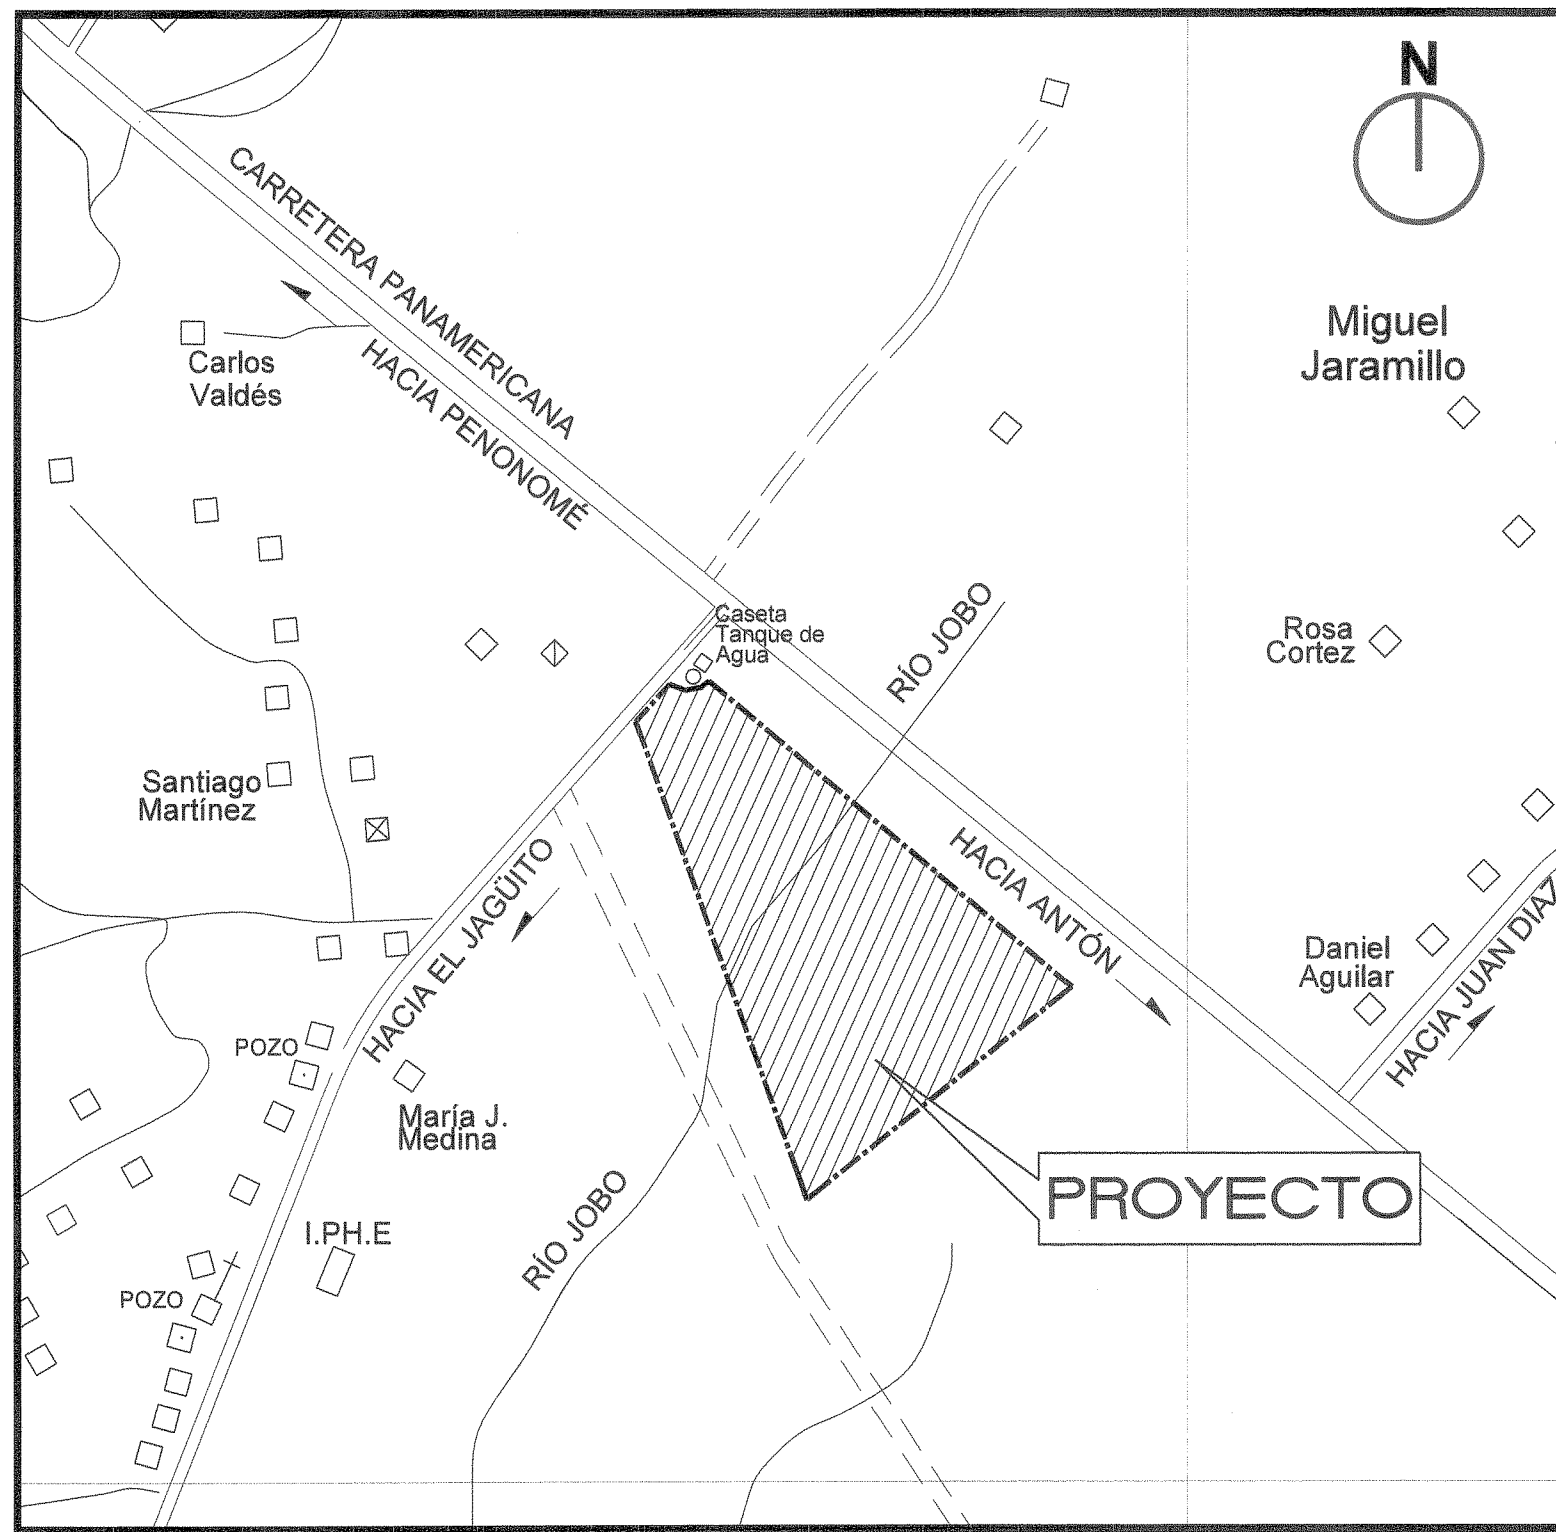 N
CARRETERA PANAMERICANA
HACIA PENONOMÉ
Carlos
Valdés
Miguel
Jaramillo
Caseta
Tanque de
Agua
RÍO JOBO
Rosa
Cortez
Santiago
Martínez
HACIA EL JAGÜITO
HACIA ANTÓN
Daniel
Aguilar
HACIA JUAN DIAZ
POZO
María J.
Medina
PROYECTO
RÍO JOBO
I.PH.E
POZO